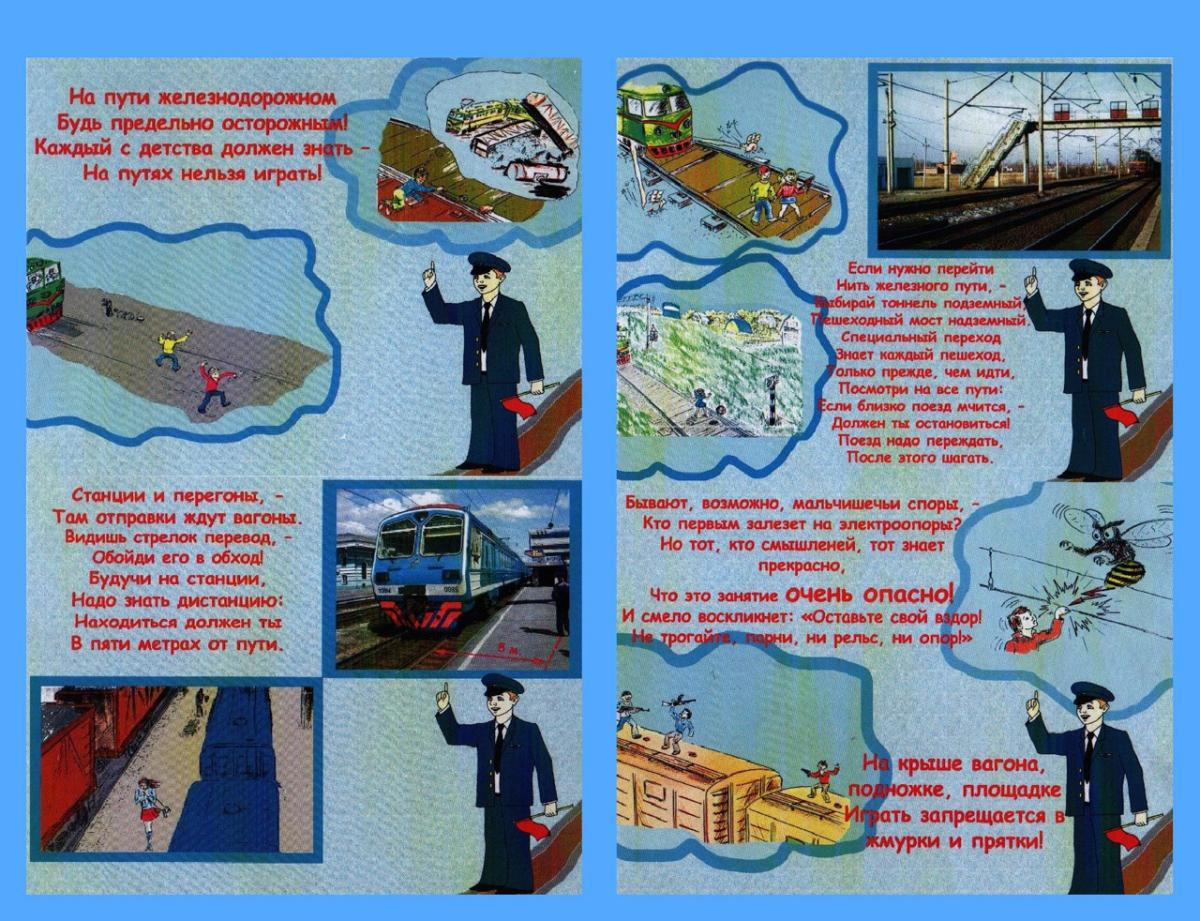 На пути железнодорожном
Будь предельно осторожным!
Каждый с детства должен знать –
На путях нельзя играть!
Станции и перегоны, –
Там отправки ждут вагоны.
Видишь стрелок перевод, –
Обойди его в обход!
Будучи на станции,
Надо знать дистанцию:
Находиться должен ты
В пяти метрах от пути.
5 м.
Если нужно перейти
Нить железного пути, –
Выбирай тоннель подземный,
Пешеходный мост надземный.
Специальный переход
Знает каждый пешеход,
Только прежде, чем идти,
Посмотри на все пути:
Если близко поезд мчится, –
Должен ты остановиться!
Поезд надо переждать,
После этого шагать.
Бывают, возможно, мальчишечьи споры, –
Кто первым залезет на электроопоры?
Но тот, кто смышленей, тот знает
прекрасно,
Что это занятие очень опасно!
И смело воскликнет: «Оставьте свой вздор!
Не трогайте, парни, ни рельс, ни опор!»
На крыше вагона,
подножке, площадке
Играть запрещается в
жмурки и прятки!